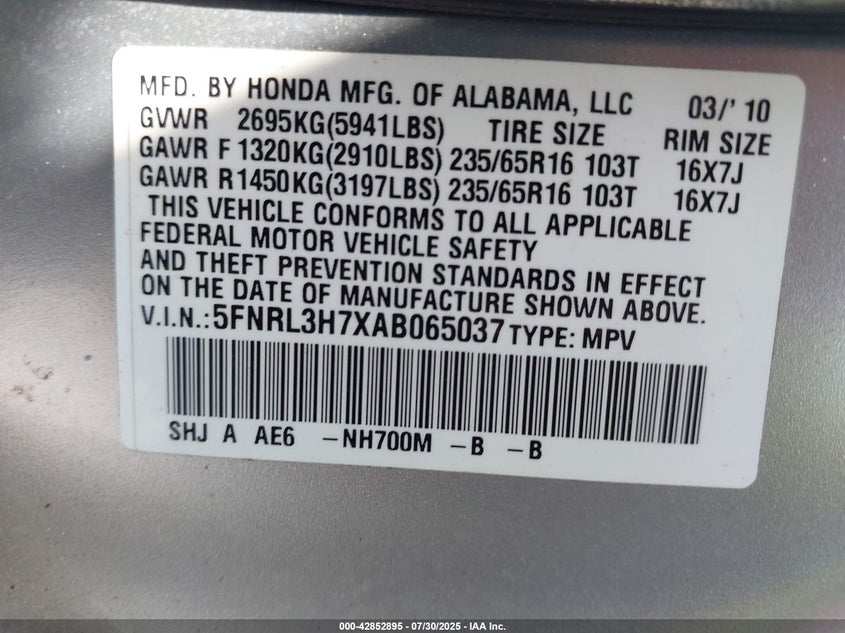 MFD. BY HONDA MFG. OF ALABAMA, LLC 03/' 10
GVWR 2695KG(5941LBS) TIRE SIZE RIM SIZE
GAWR F 1320KG(2910LBS) 235/65R16 103T 16X7J
GAWR R1450KG(3197LBS) 235/65R16 103T 16X7J
THIS VEHICLE CONFORMS TO ALL APPLICABLE
FEDERAL MOTOR VEHICLE SAFETY
AND THEFT PREVENTION STANDARDS IN EFFECT
ON THE DATE OF MANUFACTURE SHOWN ABOVE.
V.I.N.:5FNRL3H7XAB065037 TYPE: MPV
SHJ A AE6 -NH700M -B -B
000-42852895 - 07/30/2025 - IAA Inc.